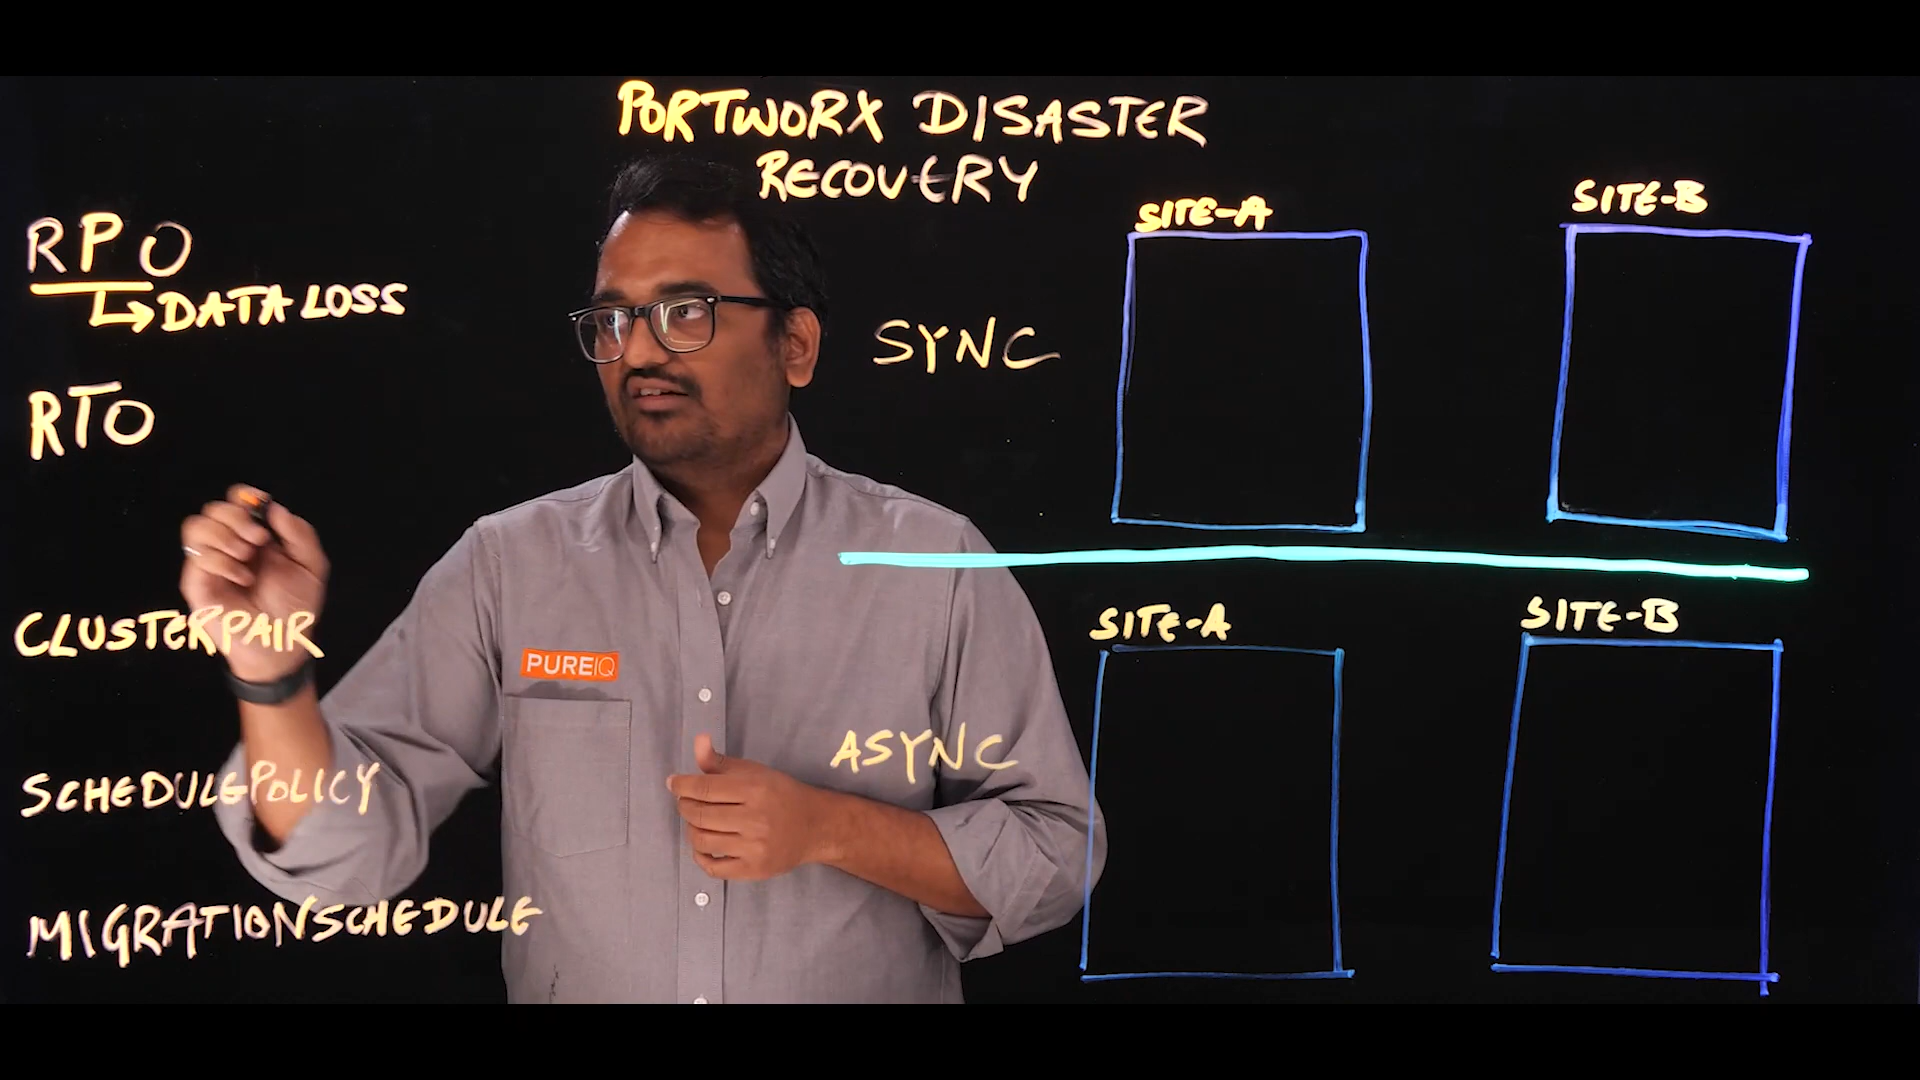 PORTWORX DISASTER
RECOVERY
RPO
DATA LOSS
RTO
CLUSTERPAIR
SCHEDULEPOLICY
MIGRATIONSCHEDULE
PUREIQ
SYNC
SITE-A
SITE-B
ASYNC
SITE-A
SITE-B